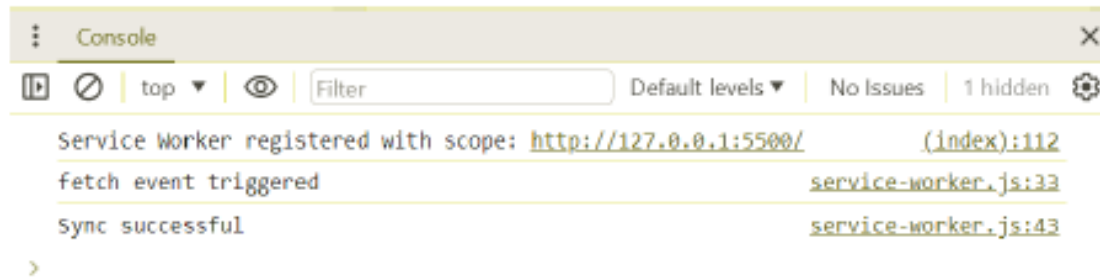 Console
top Filter Default levels No Issues 1 hidden
Service Worker registered with scope: http://127.0.0.1:5500/ (index):112
fetch event triggered service-worker.js:33
Sync successful service-worker.js:43